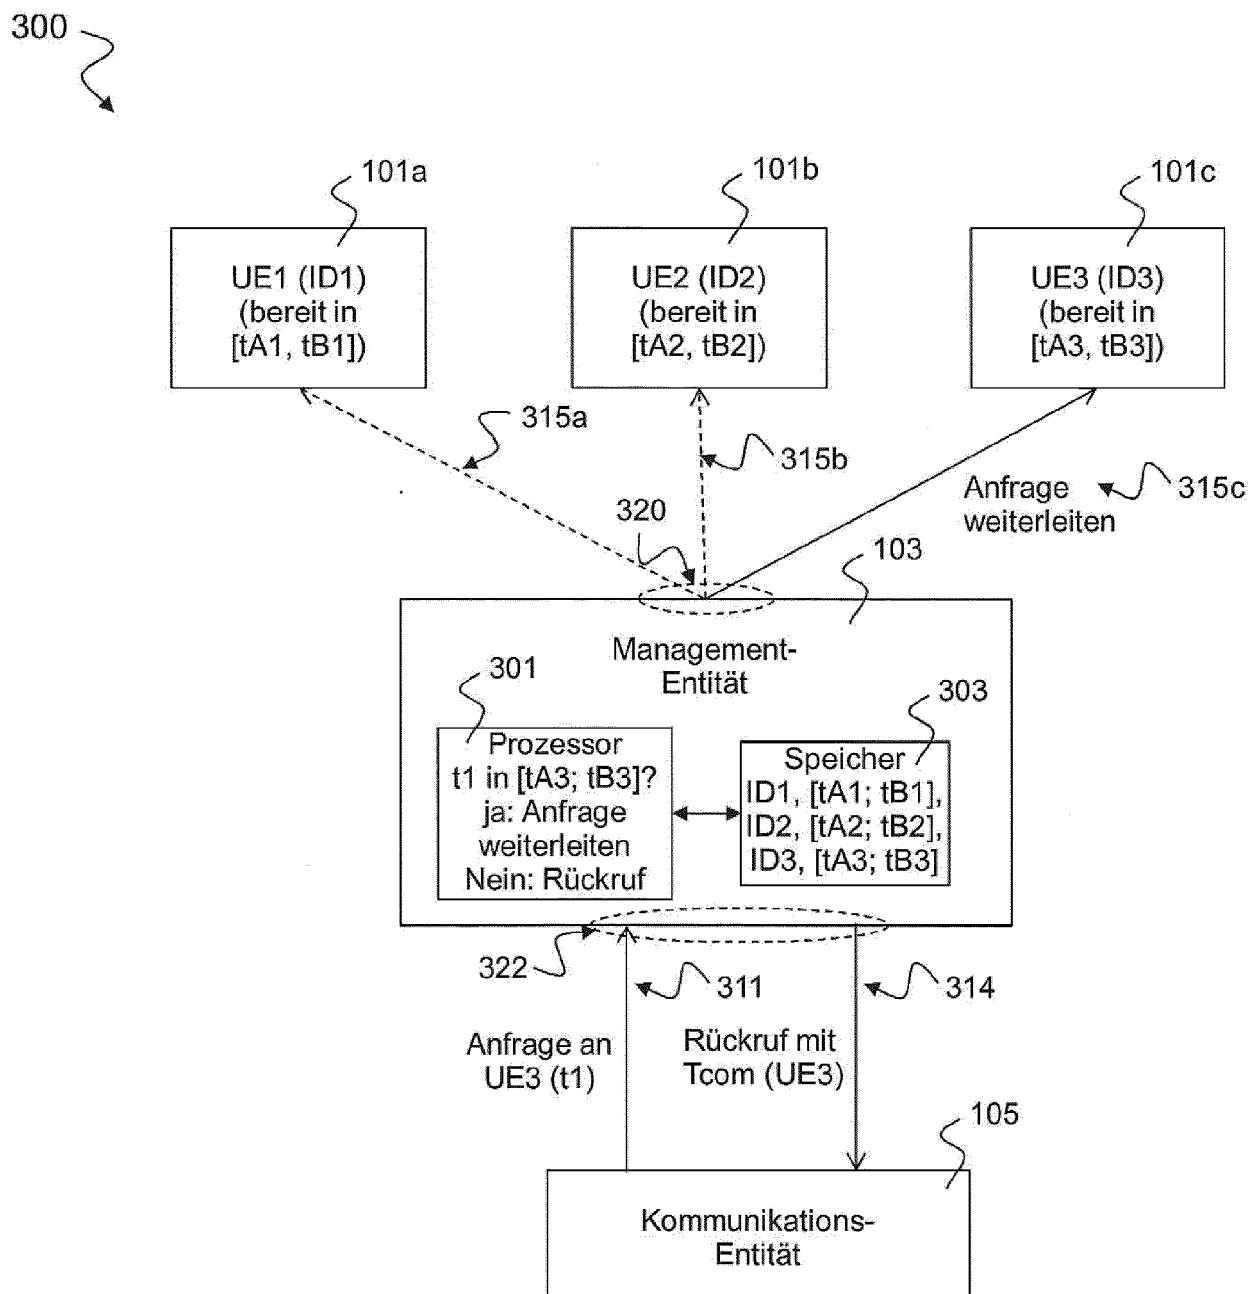 300
101a
101b
101c
UE1 (ID1)
(bereit in
[tA1, tB1])
UE2 (ID2)
(bereit in
[tA2, tB2])
UE3 (ID3)
(bereit in
[tA3, tB3])
315a
315b
Anfrage
weiterleiten
315c
320
103
Management-
Entität
301
303
Prozessor
t1 in [tA3; tB3]?
ja: Anfrage
weiterleiten
Nein: Rückruf
Speicher
ID1, [tA1; tB1],
ID2, [tA2; tB2],
ID3, [tA3; tB3]
322
311
314
Anfrage an
UE3 (t1)
Rückruf mit
Tcom (UE3)
105
Kommunikations-
Entität